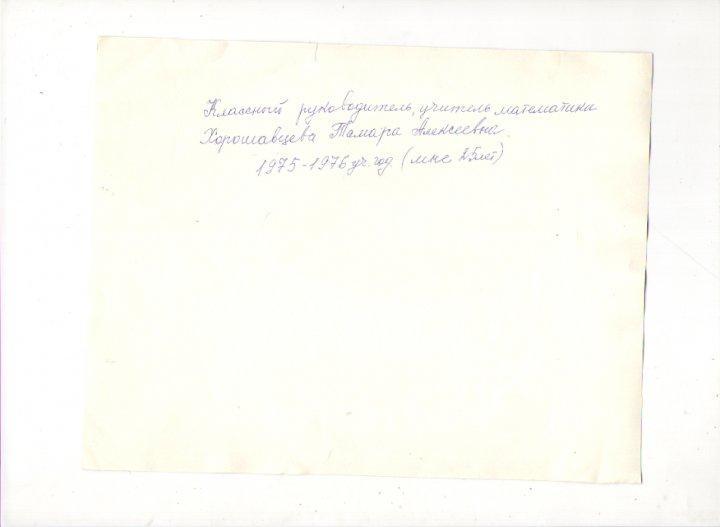 Классный руководитель, учитель математики
Хорошавцева Тамара Алексеевна.
1975-1976 уч. год (мне 25 лет)